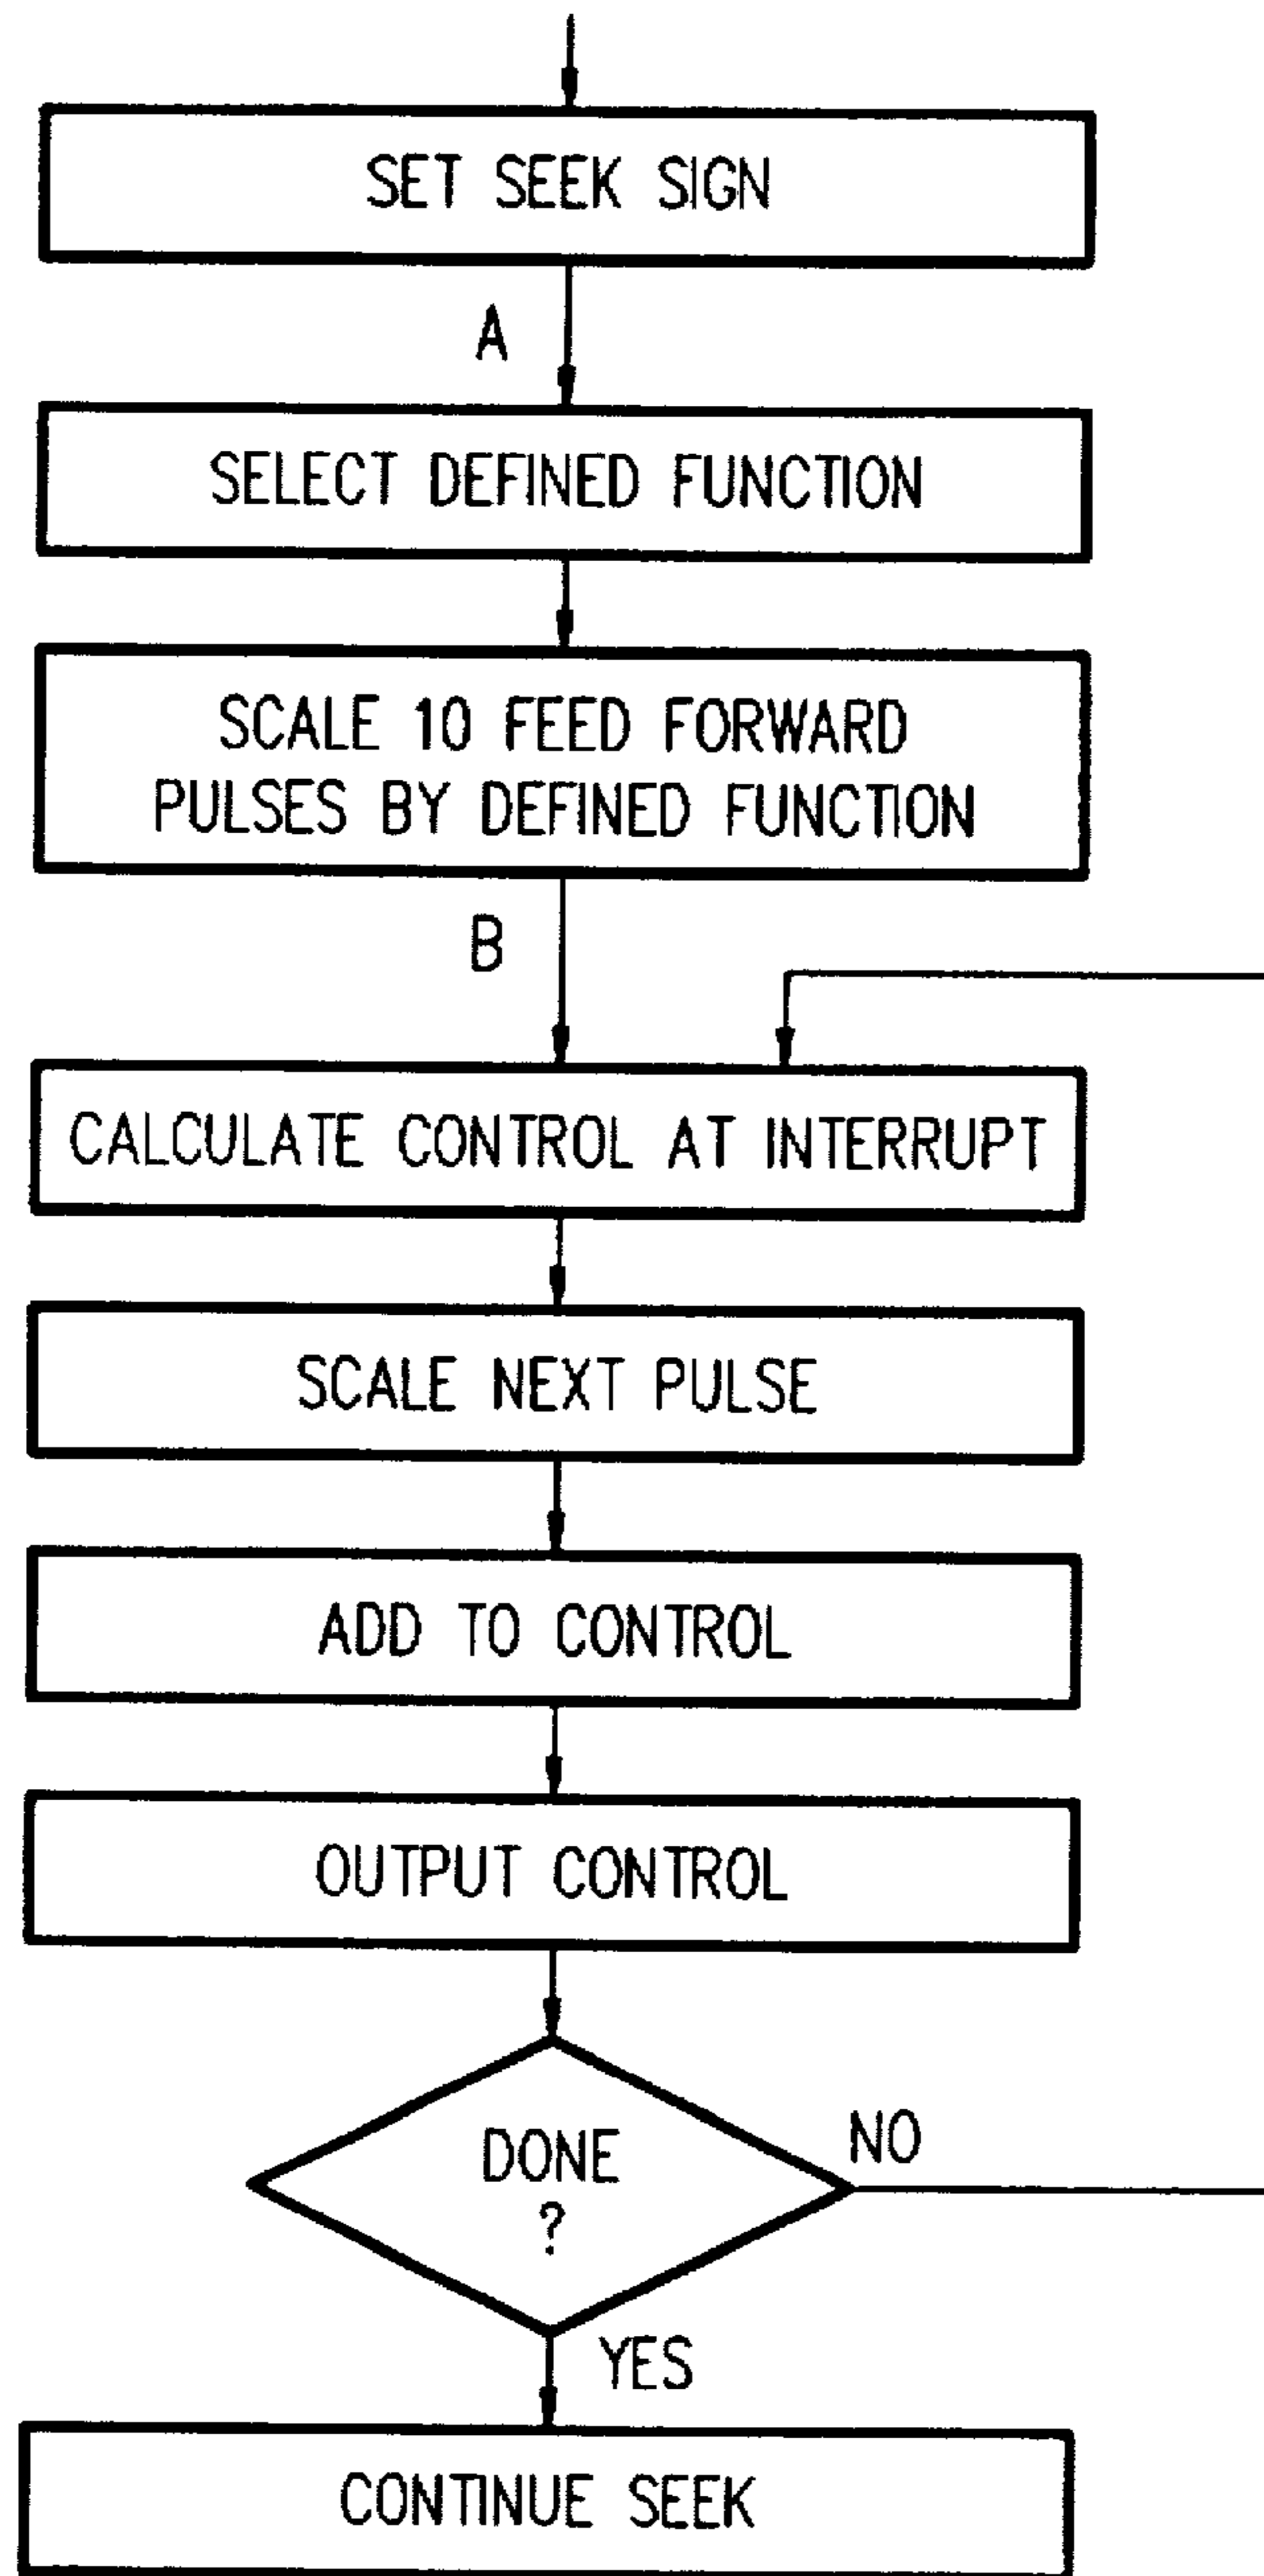 SET SEEK SIGN
A
SELECT DEFINED FUNCTION
SCALE 10 FEED FORWARD
PULSES BY DEFINED FUNCTION
B
CALCULATE CONTROL AT INTERRUPT
SCALE NEXT PULSE
ADD TO CONTROL
OUTPUT CONTROL
DONE
?
NO
YES
CONTINUE SEEK